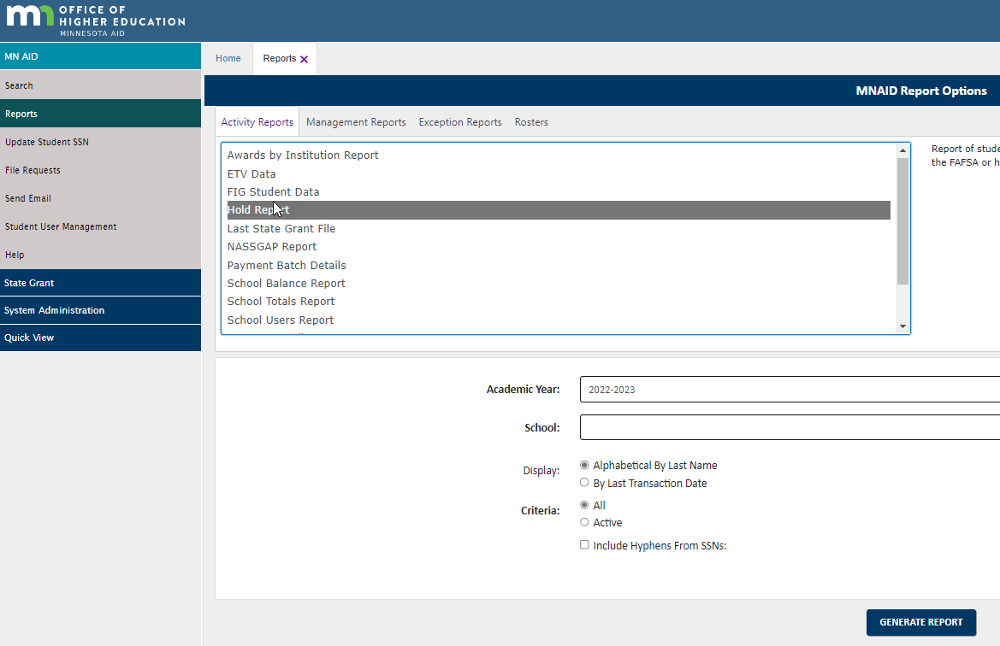 mn OFFICE OF
HIGHER EDUCATION
MINNESOTA AID
MN AID
Search
Reports
Update Student SSN
File Requests
Send Email
Student User Management
Help
State Grant
System Administration
Quick View
Home
Reports
MNAID Report Options
Activity Reports Management Reports Exception Reports Rosters
Awards by Institution Report
ETV Data
FIG Student Data
Hold Report
Last State Grant File
NASSGAP Report
Payment Batch Details
School Balance Report
School Totals Report
School Users Report
Report of stude
the FAFSA or h
Academic Year: 2022-2023
School:
Display: Alphabetical By Last Name
By Last Transaction Date
Criteria: All
Active
Include Hyphens From SSNs:
GENERATE REPORT